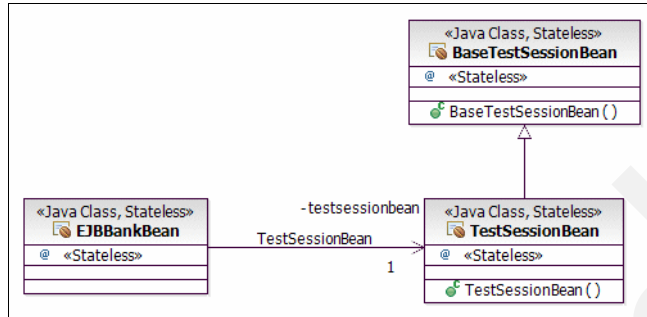 «Java Class, Stateless»
BaseTestSessionBean
@ «Stateless»
BaseTestSessionBean ( )
«Java Class, Stateless»
EJBBankBean
@ «Stateless»
-testsessionbean
TestSessionBean
1
«Java Class, Stateless»
TestSessionBean
@ «Stateless»
TestSessionBean ( )